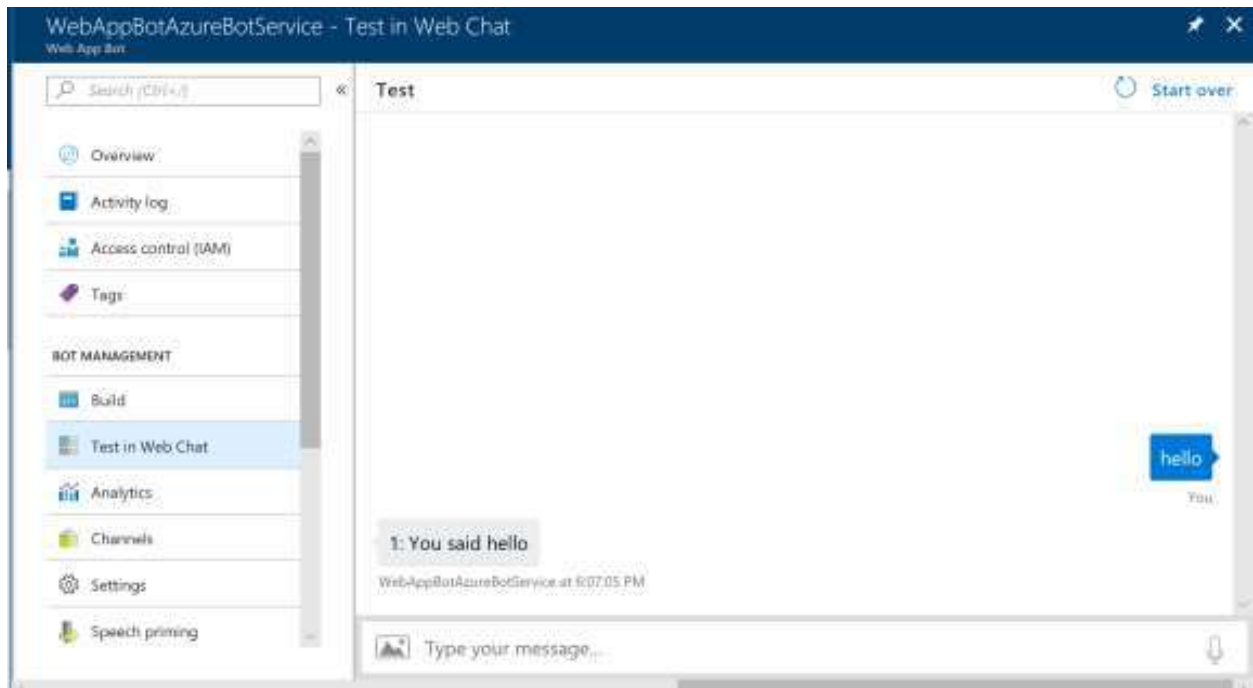 WebAppBotAzureBotService - Test in Web Chat
Web App Bot
Search (Ctrl+/)
«
Test
Start over
Overview
Activity log
Access control (IAM)
Tags
BOT MANAGEMENT
Build
Test in Web Chat
Analytics
Channels
Settings
Speech priming
hello
You
1: You said hello
WebAppBotAzureBotService at 6:07:05 PM
Type your message...